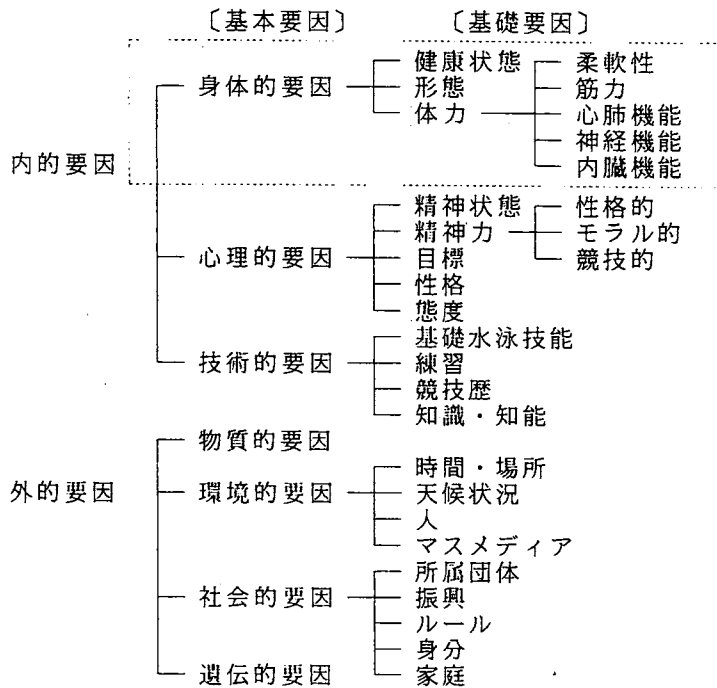 〔基本要因〕 〔基礎要因〕
健康状態 柔軟性
身体的要因 形態 筋力
体力 心肺機能
神経機能
内的要因 内臓機能
精神状態 性格的
精神力 モラル的
心理的要因 目標 競技的
性格
態度
基礎水泳技能
技術的要因 練習
競技歴
知識・知能
物質的要因
時間・場所
外的要因 環境的要因 天候状況
人
マスメディア
所属団体
社会的要因 振興
ルール
身分
遺伝的要因 家庭